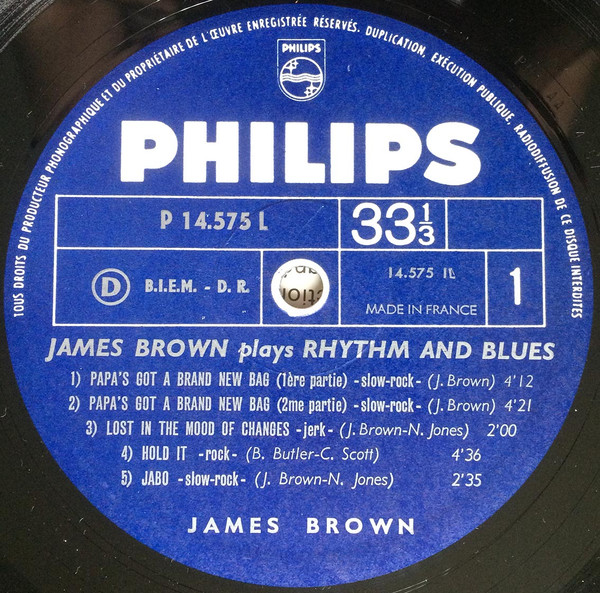 TOUS DROITS DU PRODUCTEUR PHONOGRAPHIQUE ET DU PROPRIÉTAIRE DE L'ŒUVRE ENREGISTRÉE RÉSERVÉS. DUPLICATION, EXÉCUTION PUBLIQUE, RADIODIFFUSION DE CE DISQUE INTERDITES
PHILIPS
PHILIPS
P 14.575 L
33 1/3
D
B.I.E.M. - D. R.
14.575 1L
MADE IN FRANCE
1
JAMES BROWN plays RHYTHM AND BLUES
1) PAPA'S GOT A BRAND NEW BAG (1ère partie) -slow-rock- (J. Brown) 4'12
2) PAPA'S GOT A BRAND NEW BAG (2me partie) -slow-rock- (J. Brown) 4'21
3) LOST IN THE MOOD OF CHANGES -jerk- (J. Brown-N. Jones) 2'00
4) HOLD IT -rock- (B. Butler-C. Scott) 4'36
5) JABO -slow-rock- (J. Brown-N. Jones) 2'35
JAMES BROWN